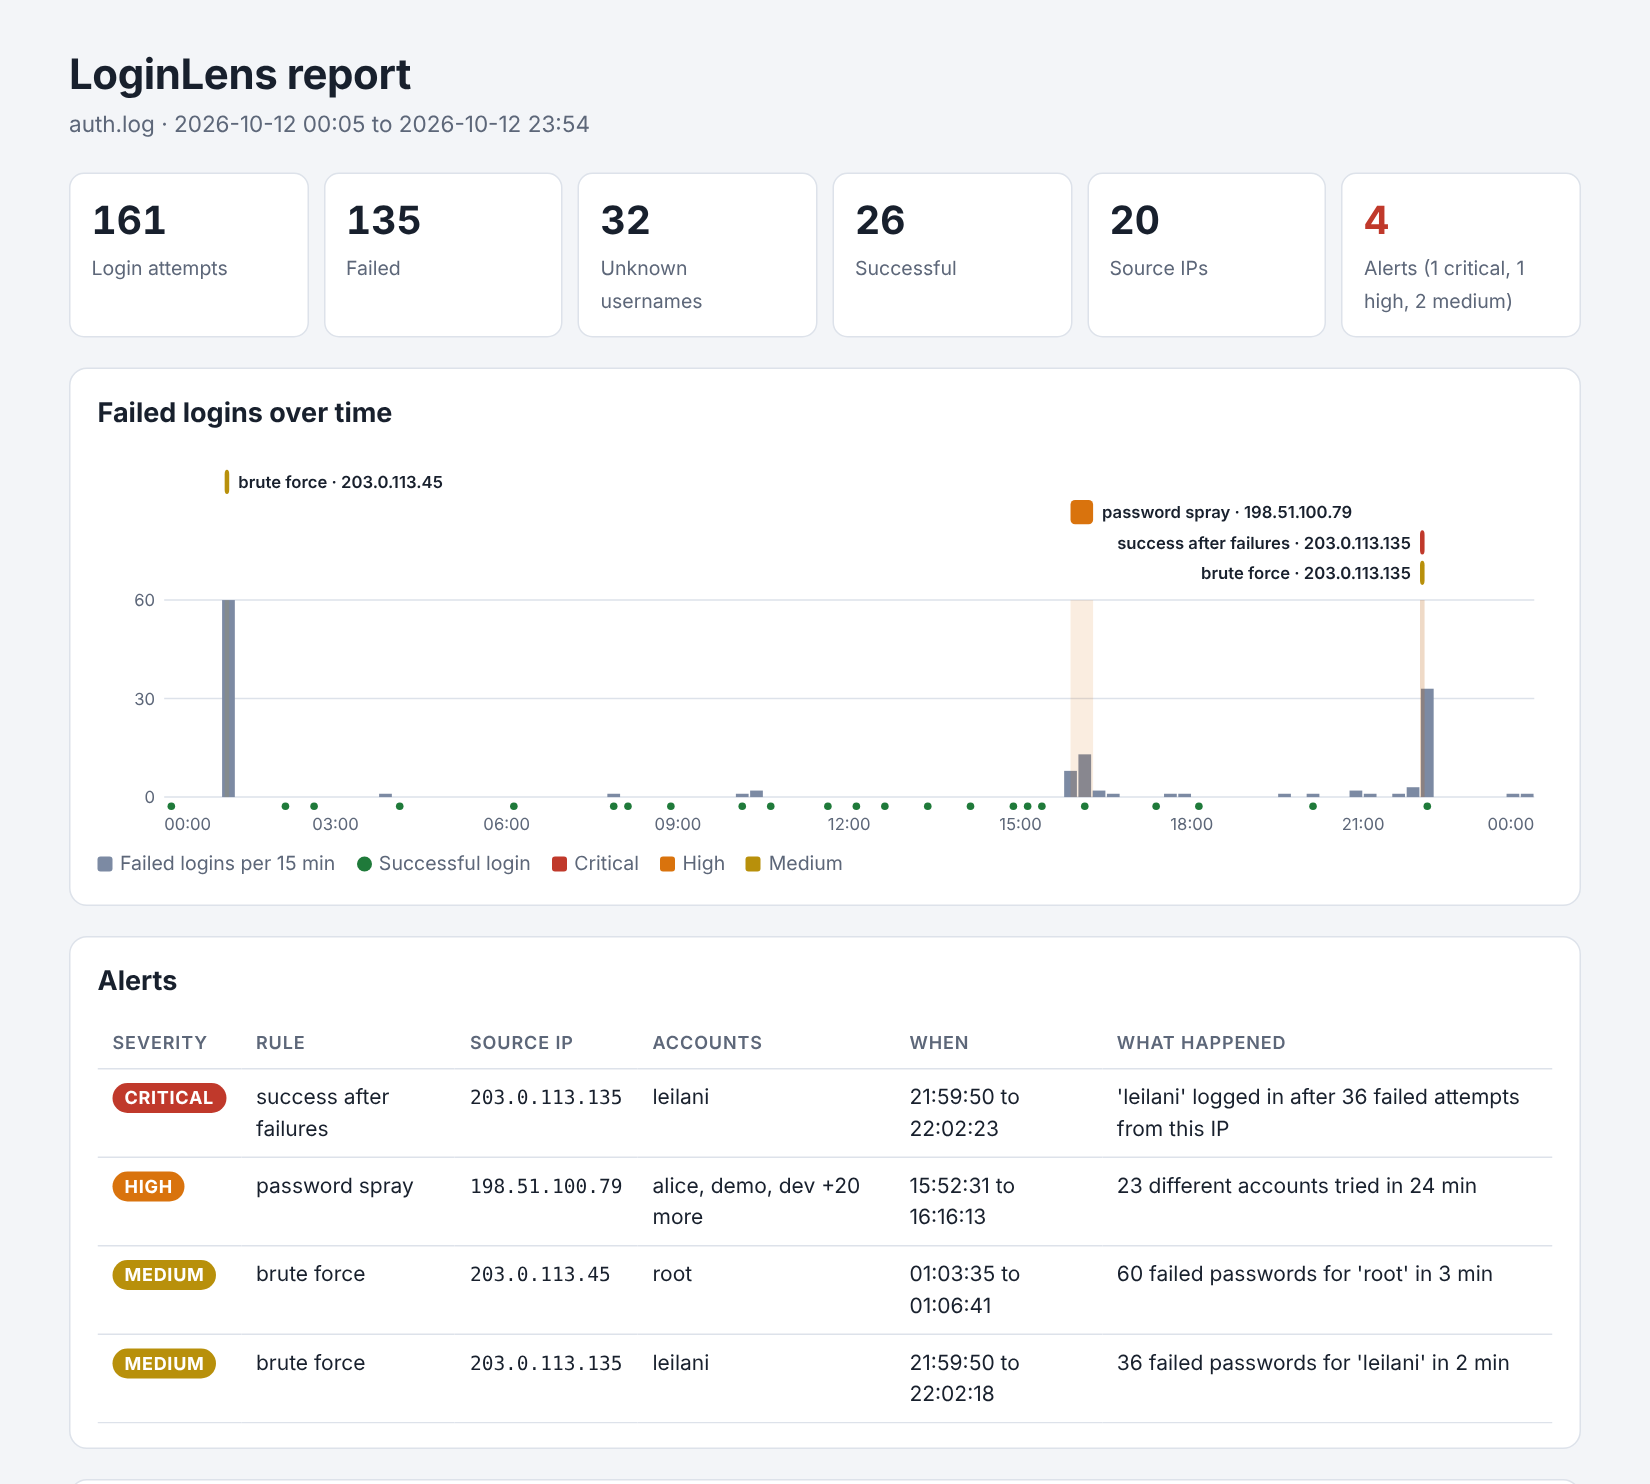 LoginLens report
auth.log · 2026-10-12 00:05 to 2026-10-12 23:54
161
Login attempts
135
Failed
32
Unknown
usernames
26
Successful
20
Source IPs
4
Alerts (1 critical, 1
high, 2 medium)
Failed logins over time
brute force · 203.0.113.45
password spray · 198.51.100.79
success after failures · 203.0.113.135
brute force · 203.0.113.135
60
30
0
00:00 03:00 06:00 09:00 12:00 15:00 18:00 21:00 00:00
Failed logins per 15 min Successful login Critical High Medium
Alerts
SEVERITY RULE SOURCE IP ACCOUNTS WHEN WHAT HAPPENED
CRITICAL success after 203.0.113.135 leilani 21:59:50 to 'leilani' logged in after 36 failed attempts
failures 22:02:23 from this IP
HIGH password spray 198.51.100.79 alice, demo, dev +20 15:52:31 to 23 different accounts tried in 24 min
more 16:16:13
MEDIUM brute force 203.0.113.45 root 01:03:35 to 60 failed passwords for 'root' in 3 min
01:06:41
MEDIUM brute force 203.0.113.135 leilani 21:59:50 to 36 failed passwords for 'leilani' in 2 min
22:02:18